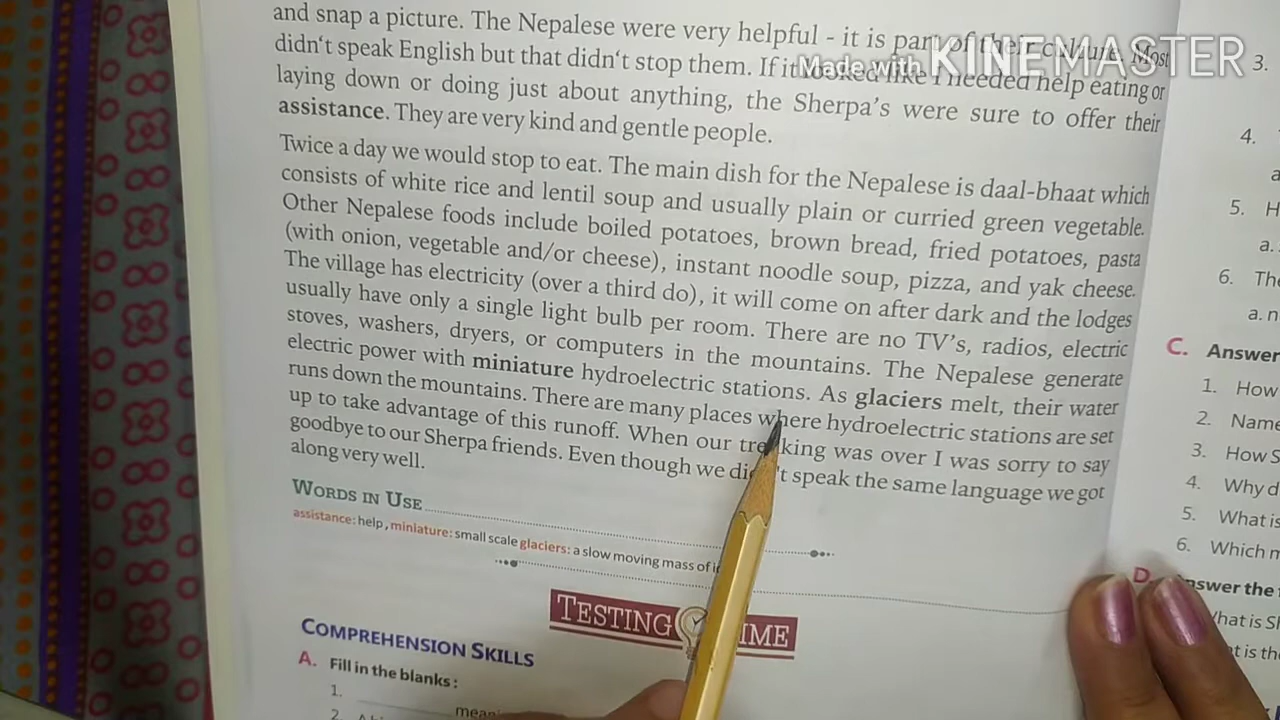 and snap a picture. The Nepalese were very helpful - it is part of their culture. Most
didn't speak English but that didn't stop them. If it looked like I needed help eating or
laying down or doing just about anything, the Sherpa's were sure to offer their
assistance. They are very kind and gentle people.
Twice a day we would stop to eat. The main dish for the Nepalese is daal-bhaat which
consists of white rice and lentil soup and usually plain or curried green vegetable.
Other Nepalese foods include boiled potatoes, brown bread, fried potatoes, pasta
(with onion, vegetable and/or cheese), instant noodle soup, pizza, and yak cheese.
The village has electricity (over a third do), it will come on after dark and the lodges
usually have only a single light bulb per room. There are no TV's, radios, electric
stoves, washers, dryers, or computers in the mountains. The Nepalese generate
electric power with miniature hydroelectric stations. As glaciers melt, their water
runs down the mountains. There are many places where hydroelectric stations are set
up to take advantage of this runoff. When our trekking was over I was sorry to say
goodbye to our Sherpa friends. Even though we didn't speak the same language we got
along very well.
WORDS IN USE
assistance: help, miniature: small scale glaciers: a slow moving mass of
TESTING TIME
COMPREHENSION SKILLS
A. Fill in the blanks:
1.
2.
Made with KINEMASTER
3.
4.
a
5. H
a.
6. The
a. n
C. Answer
1. How
2. Name
3. How S
4. Why d
5. What is
6. Which m
D. Answer the
What is S